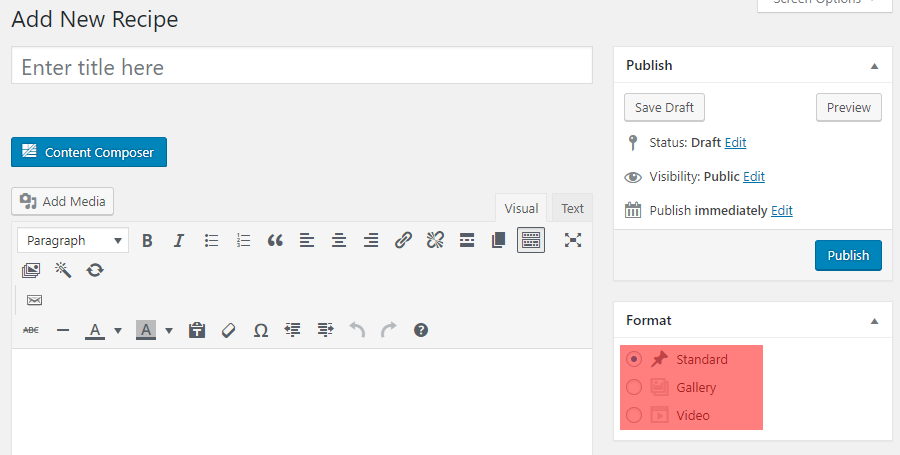 Screen Options
Add New Recipe
Enter title here
Content Composer
Add Media
Visual
Text
Paragraph
B
I
ABC
A
A
Ω
Publish
Save Draft
Preview
Status: Draft Edit
Visibility: Public Edit
Publish immediately Edit
Publish
Format
Standard
Gallery
Video